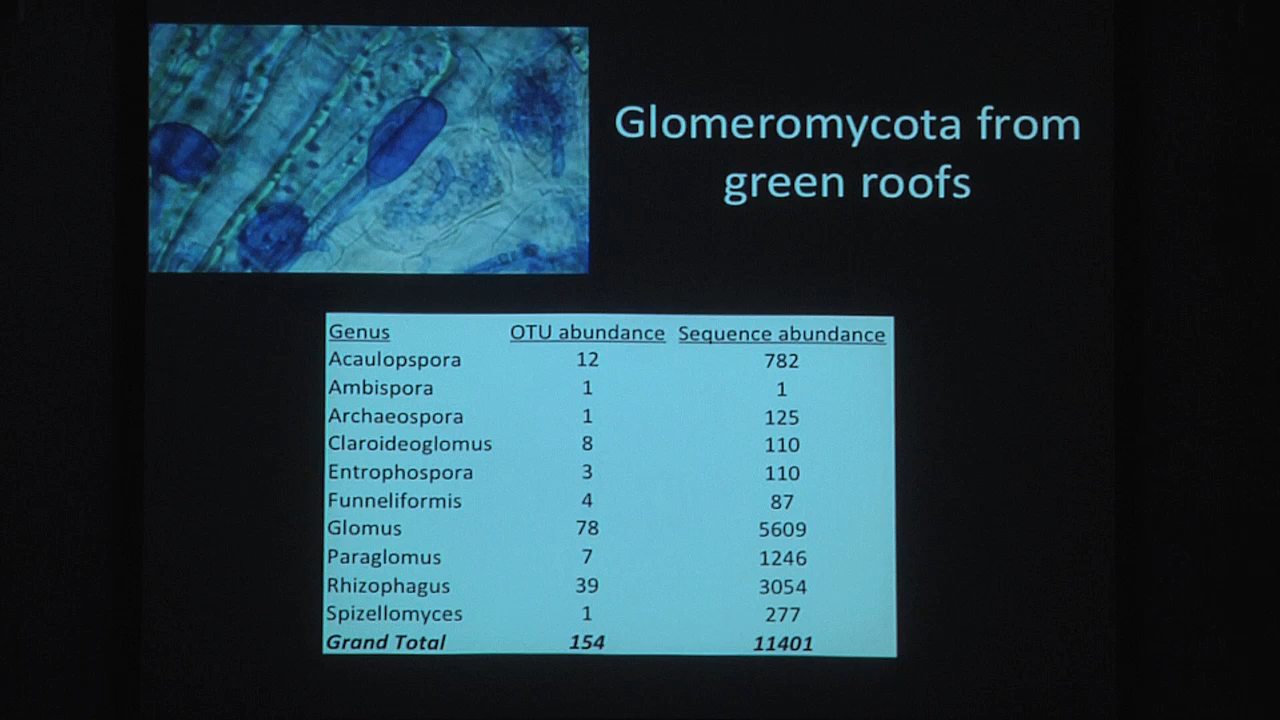 Glomeromycota from
green roofs
Genus OTU abundance Sequence abundance
Acaulopspora 12 782
Ambispora 1 1
Archaeospora 1 125
Claroideoglomus 8 110
Entrophospora 3 110
Funneliformis 4 87
Glomus 78 5609
Paraglomus 7 1246
Rhizophagus 39 3054
Spizellomyces 1 277
Grand Total 154 11401